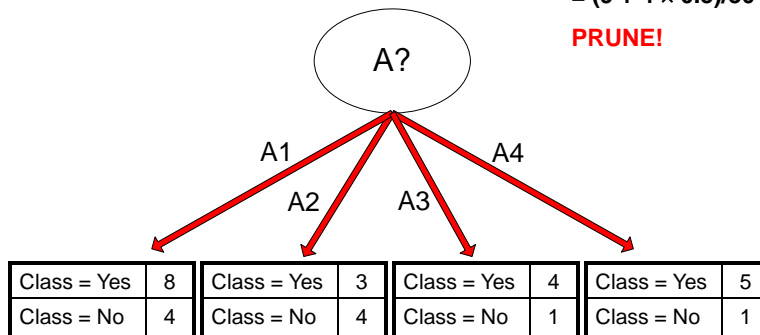 PRUNE!
A?
A1
A4
A2
A3
Class = Yes 8 Class = Yes 3 Class = Yes 4 Class = Yes 5
Class = No 4 Class = No 4 Class = No 1 Class = No 1